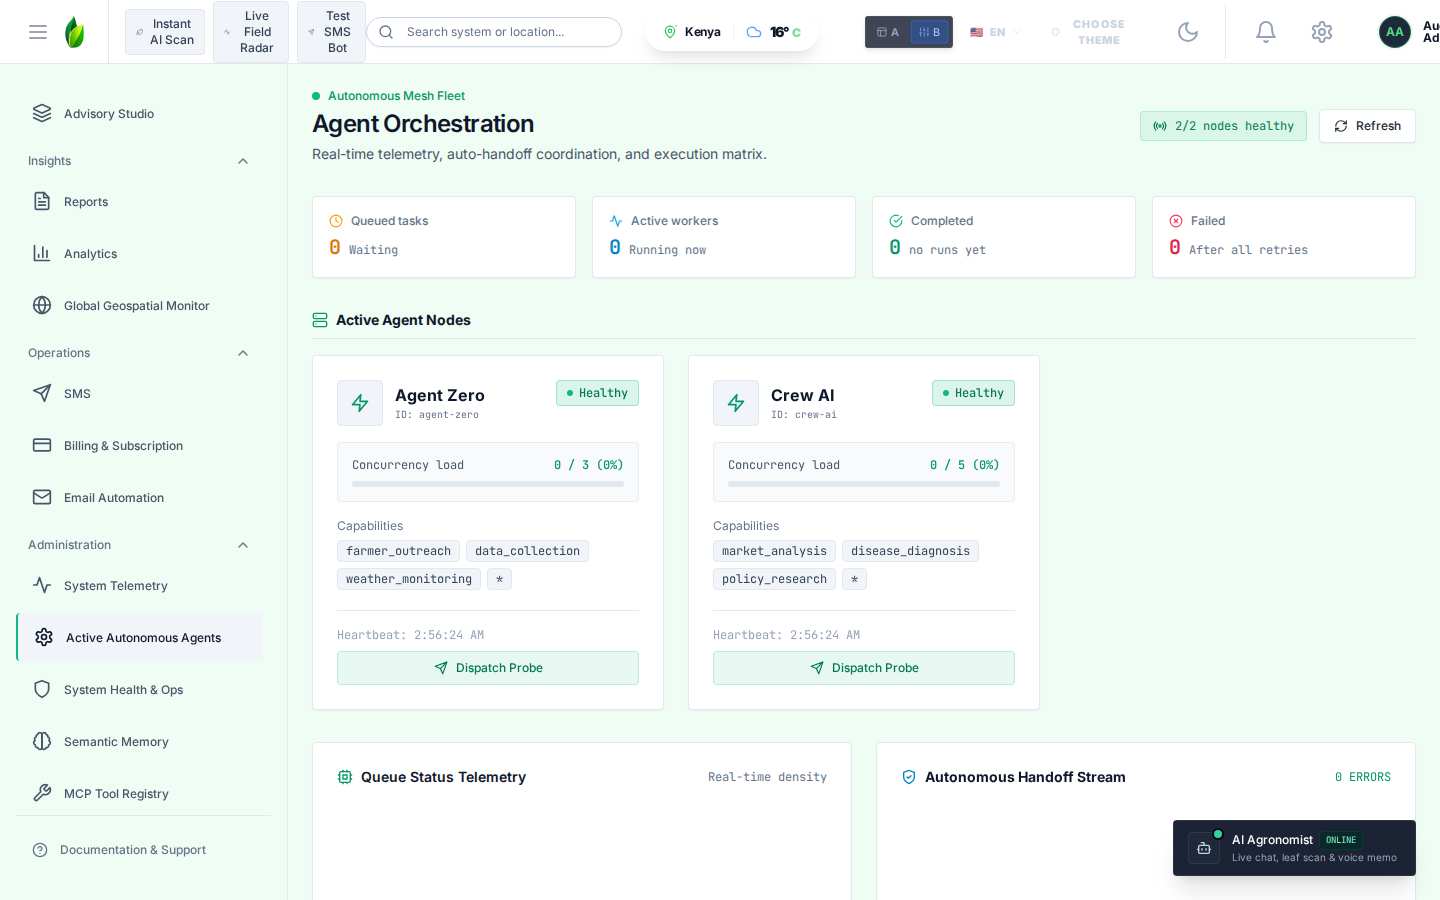 Instant AI Scan
Live Field Radar
Test SMS Bot
Search system or location...
Kenya
16° C
A
B
EN
CHOOSE THEME
AA
Au
Ad
Advisory Studio
Insights
Reports
Analytics
Global Geospatial Monitor
Operations
SMS
Billing & Subscription
Email Automation
Administration
System Telemetry
Active Autonomous Agents
System Health & Ops
Semantic Memory
MCP Tool Registry
Documentation & Support
Autonomous Mesh Fleet
Agent Orchestration
Real-time telemetry, auto-handoff coordination, and execution matrix.
2/2 nodes healthy
Refresh
Queued tasks
0 Waiting
Active workers
0 Running now
Completed
0 no runs yet
Failed
0 After all retries
Active Agent Nodes
Agent Zero
ID: agent-zero
Healthy
Concurrency load 0 / 3 (0%)
Capabilities
farmer_outreach data_collection
weather_monitoring *
Heartbeat: 2:56:24 AM
Dispatch Probe
Crew AI
ID: crew-ai
Healthy
Concurrency load 0 / 5 (0%)
Capabilities
market_analysis disease_diagnosis
policy_research *
Heartbeat: 2:56:24 AM
Dispatch Probe
Queue Status Telemetry
Real-time density
Autonomous Handoff Stream
0 ERRORS
AI Agronomist ONLINE
Live chat, leaf scan & voice memo